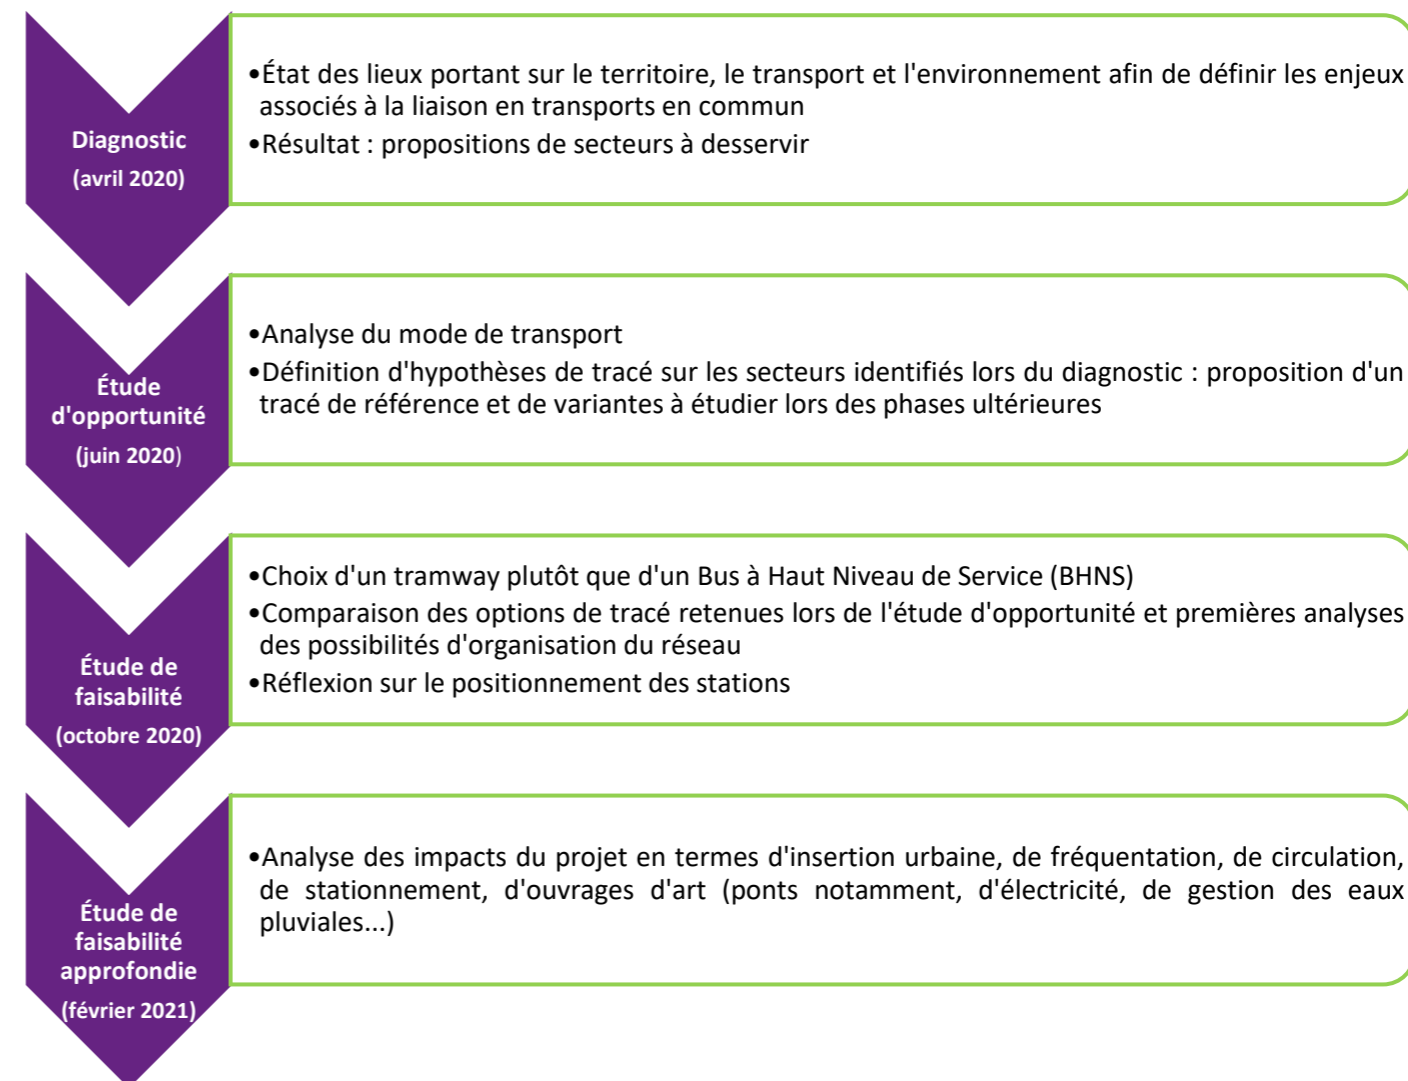 Diagnostic
(avril 2020)
•État des lieux portant sur le territoire, le transport et l'environnement afin de définir les enjeux
associés à la liaison en transports en commun
•Résultat : propositions de secteurs à desservir
Étude
d'opportunité
(juin 2020)
•Analyse du mode de transport
•Définition d'hypothèses de tracé sur les secteurs identifiés lors du diagnostic : proposition d'un
tracé de référence et de variantes à étudier lors des phases ultérieures
Étude de
faisabilité
(octobre 2020)
•Choix d'un tramway plutôt que d'un Bus à Haut Niveau de Service (BHNS)
•Comparaison des options de tracé retenues lors de l'étude d'opportunité et premières analyses
des possibilités d'organisation du réseau
•Réflexion sur le positionnement des stations
Étude de
faisabilité
approfondie
(février 2021)
•Analyse des impacts du projet en termes d'insertion urbaine, de fréquentation, de circulation,
de stationnement, d'ouvrages d'art (ponts notamment, d'électricité, de gestion des eaux
pluviales...)